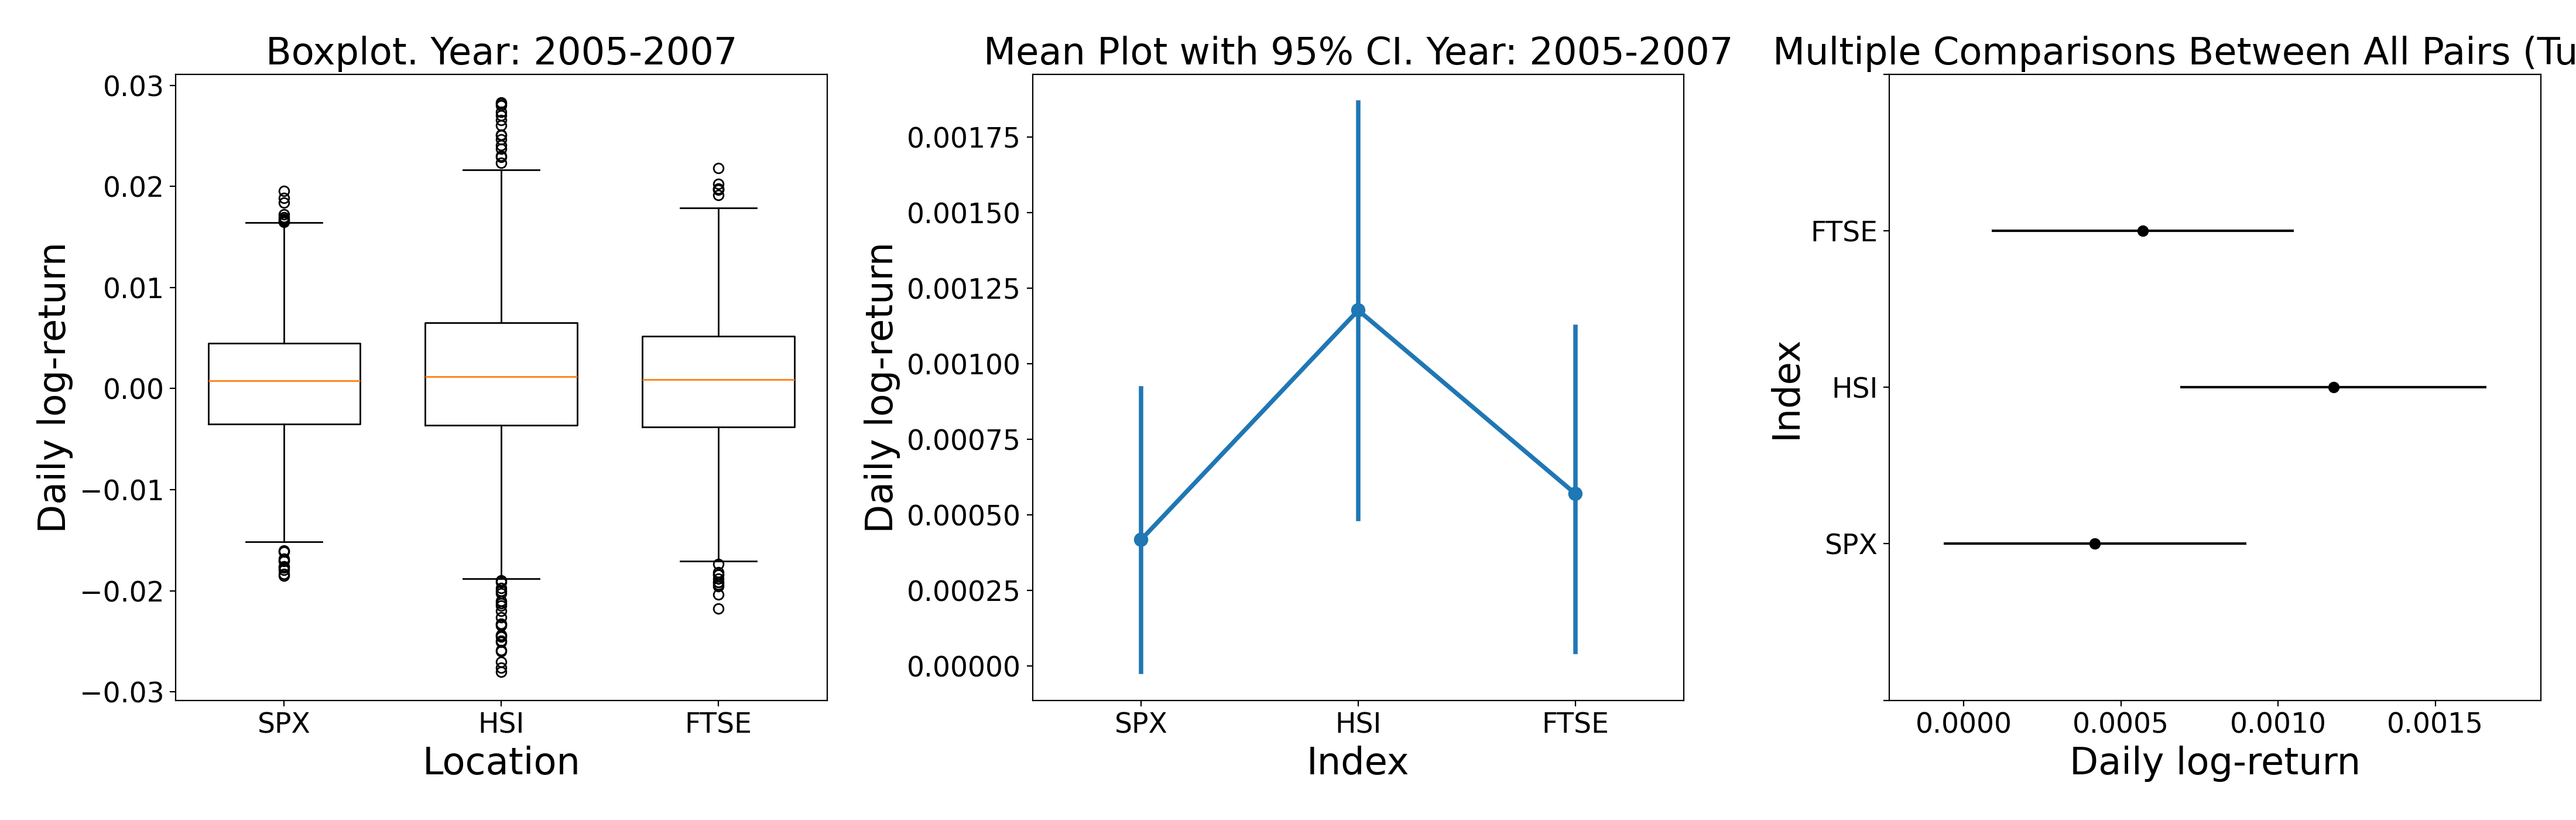 Boxplot. Year: 2005-2007
Daily log-return
0.03
0.02
0.01
0.00
−0.01
−0.02
−0.03
SPX HSI FTSE
Location
Mean Plot with 95% CI. Year: 2005-2007
Daily log-return
0.00175
0.00150
0.00125
0.00100
0.00075
0.00050
0.00025
0.00000
SPX HSI FTSE
Index
Multiple Comparisons Between All Pairs (Tu
Index
FTSE
HSI
SPX
0.0000 0.0005 0.0010 0.0015
Daily log-return